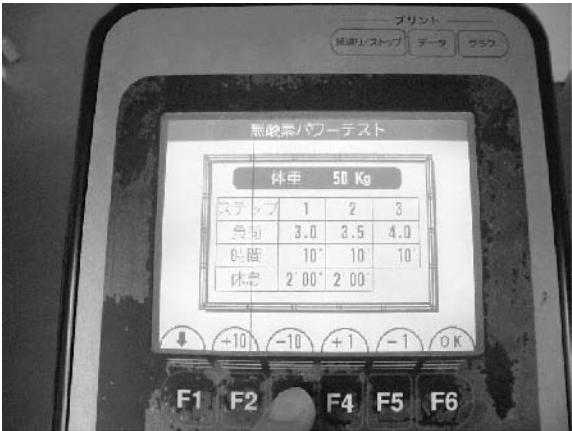 プリント
紙送り/ストップ データ グラフ
無酸素パワーテスト
体重 50 Kg
ステップ 1 2 3
負荷 3.0 3.5 4.0
時間 10" 10" 10"
休息 2'00" 2'00"
⬇ +10 -10 +1 -1 OK
F1 F2 F4 F5 F6